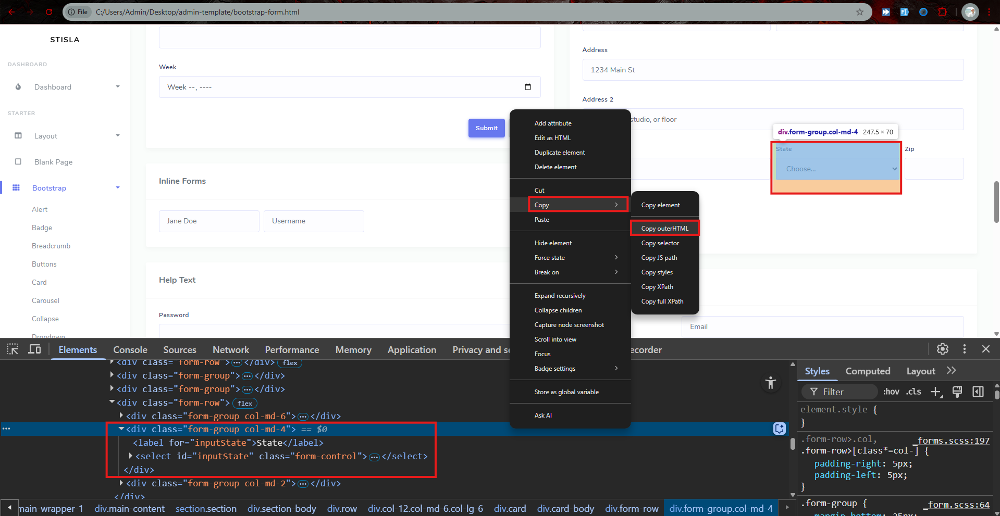 File C:/Users/Admin/Desktop/admin-template/bootstrap-form.html
STISLA
DASHBOARD
Dashboard
STARTER
Layout
Blank Page
Bootstrap
Alert
Badge
Breadcrumb
Buttons
Card
Carousel
Collapse
Dropdown
Week
Week --, ----
Submit
Inline Forms
Jane Doe
Username
Help Text
Password
Address
1234 Main St
Address 2
studio, or floor
div.form-group.col-md-4 247.5 × 70
State
Choose...
Zip
Email
Add attribute
Edit as HTML
Duplicate element
Delete element
Cut
Copy
Paste
Hide element
Force state
Break on
Expand recursively
Collapse children
Capture node screenshot
Scroll into view
Focus
Badge settings
Store as global variable
Ask AI
Copy element
Copy outerHTML
Copy selector
Copy JS path
Copy styles
Copy XPath
Copy full XPath
Elements Console Sources Network Performance Memory Application Privacy and se ecorder
<div class="form-row">…</div> flex
<div class="form-group">…</div>
<div class="form-group">…</div>
<div class="form-row"> flex
<div class="form-group col-md-6">…</div>
<div class="form-group col-md-4"> == $0
<label for="inputState">State</label>
<select id="inputState" class="form-control">…</select>
</div>
<div class="form-group col-md-2">…</div>
</div>
main-wrapper-1 div.main-content section.section div.section-body div.row div.col-12.col-md-6.col-lg-6 div.card div.card-body div.form-row div.form-group.col-md-4
Styles Computed Layout
Filter :hov .cls
element.style {
}
.form-row>.col, _forms.scss:197
.form-row>[class*=col-] {
padding-right: 5px;
padding-left: 5px;
}
.form-group { _form.scss:64
margin-bottom: 25px;